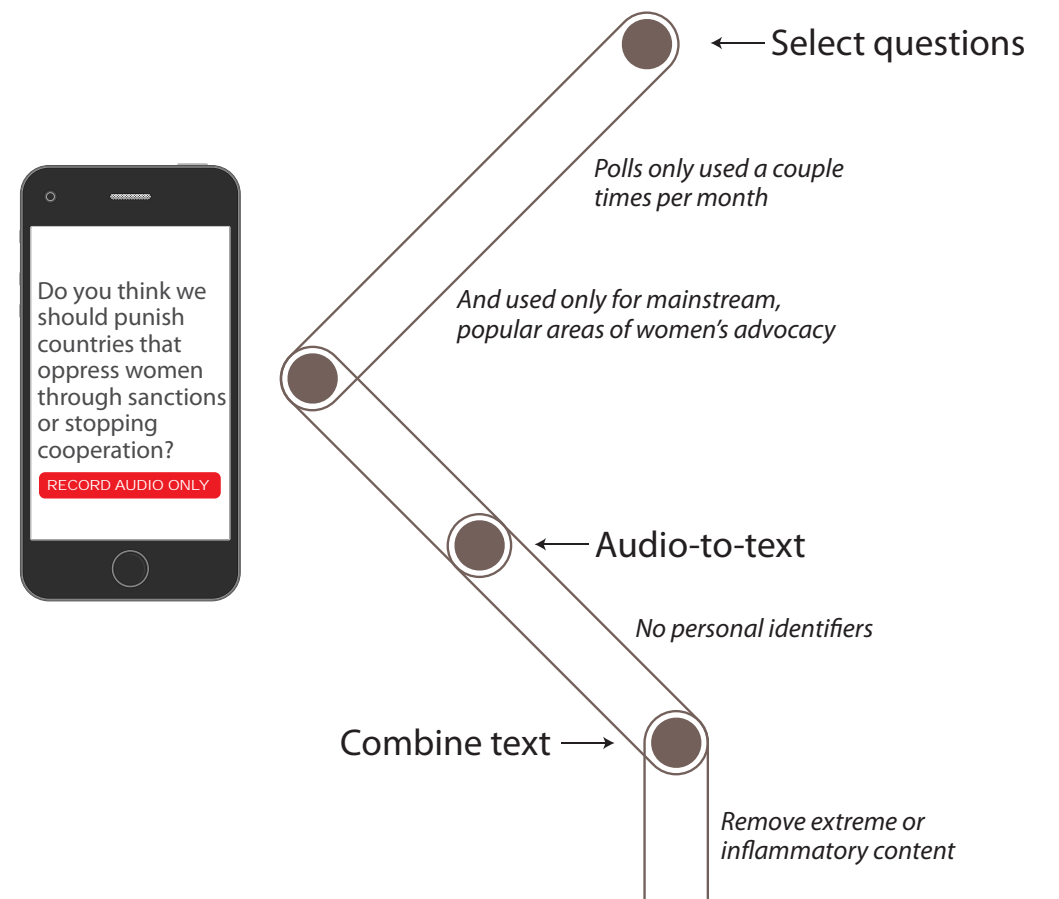 Select questions
Polls only used a couple
times per month
And used only for mainstream,
popular areas of women’s advocacy
Do you think we
should punish
countries that
oppress women
through sanctions
or stopping
cooperation?
RECORD AUDIO ONLY
Audio-to-text
No personal identifiers
Combine text
Remove extreme or
inflammatory content